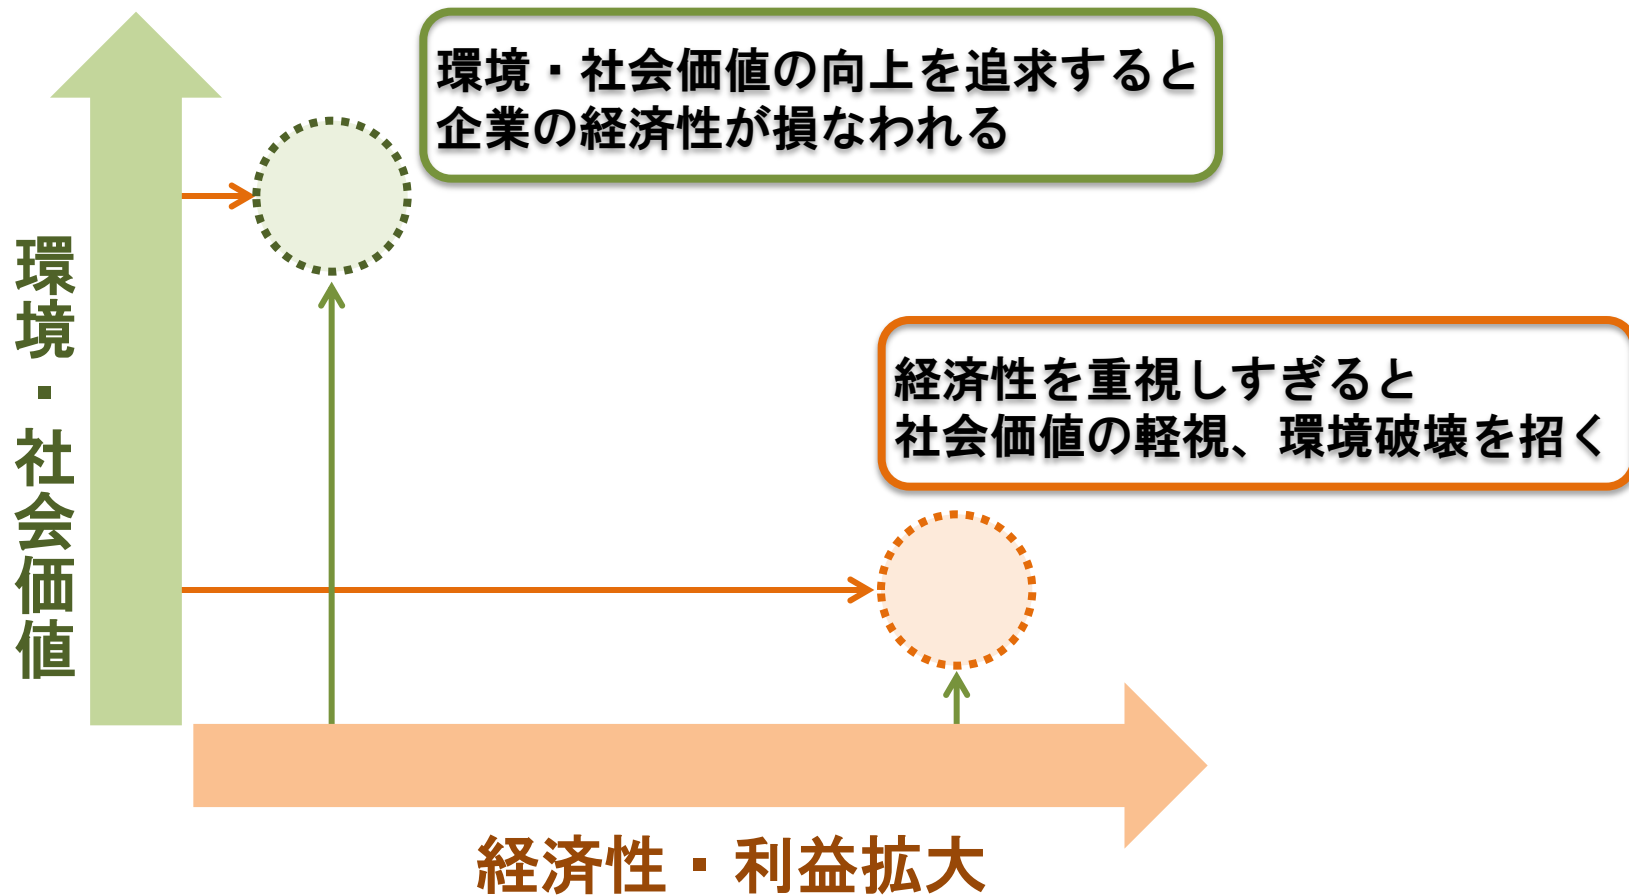 環境・社会価値の向上を追求すると
企業の経済性が損なわれる
環境・社会価値
経済性を重視しすぎると
社会価値の軽視、環境破壊を招く
経済性・利益拡大